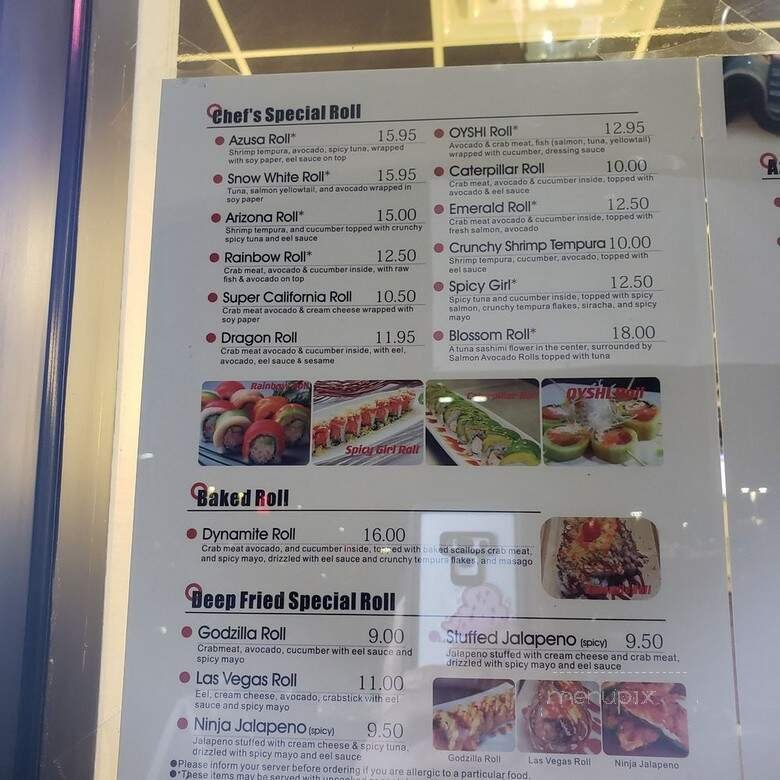 Chef's Special Roll
Azusa Roll* 15.95
Shrimp tempura, avocado, spicy tuna, wrapped
with soy paper, eel sauce on top
Snow White Roll* 15.95
Tuna, salmon yellowtail, and avocado wrapped in
soy paper
Arizona Roll* 15.00
Shrimp tempura, and cucumber topped with crunchy
spicy tuna and eel sauce
Rainbow Roll* 12.50
Crab meat, avocado & cucumber inside, with raw
fish & avocado on top
Super California Roll 10.50
Crab meat avocado & cream cheese wrapped with
soy paper
Dragon Roll 11.95
Crab meat avocado & cucumber inside, with eel,
avocado, eel sauce & sesame
OYSHI Roll* 12.95
Avocado & crab meat, fish (salmon, tuna, yellowtail)
wrapped with cucumber, dressing sauce
Caterpillar Roll 10.00
Crab meat, avocado & cucumber inside, topped with
avocado & eel sauce
Emerald Roll* 12.50
Crab meat avocado & cucumber inside, topped with
fresh salmon, avocado
Crunchy Shrimp Tempura 10.00
Shrimp tempura, cucumber, avocado, topped with
eel sauce
Spicy Girl* 12.50
Spicy tuna and cucumber inside, topped with spicy
salmon, crunchy tempura flakes, siracha, and spicy
mayo
Blossom Roll* 18.00
A tuna sashimi flower in the center, surrounded by
Salmon Avocado Rolls topped with tuna
Rainbow Roll
Spicy Girl Roll
Caterpillar Roll
OYSHI Roll
Baked Roll
Dynamite Roll 16.00
Crab meat avocado, and cucumber inside, topped with baked scallops crab meat,
and spicy mayo, drizzled with eel sauce and crunchy tempura flakes, and masago
Deep Fried Special Roll
Godzilla Roll 9.00
Crabmeat, avocado, cucumber with eel sauce and
spicy mayo
Las Vegas Roll 11.00
Eel, cream cheese, avocado, crabstick with eel
sauce and spicy mayo
Ninja Jalapeno (spicy) 9.50
Jalapeno stuffed with cream cheese & spicy tuna,
drizzled with spicy mayo and eel sauce
Stuffed Jalapeno (spicy) 9.50
Jalapeno stuffed with cream cheese and crab meat,
drizzled with spicy mayo and eel sauce
menupix
Godzilla Roll
Las Vegas Roll
Ninja Jalapeno
Please inform your server before ordering if you are allergic to a particular food.
*These items may be served with